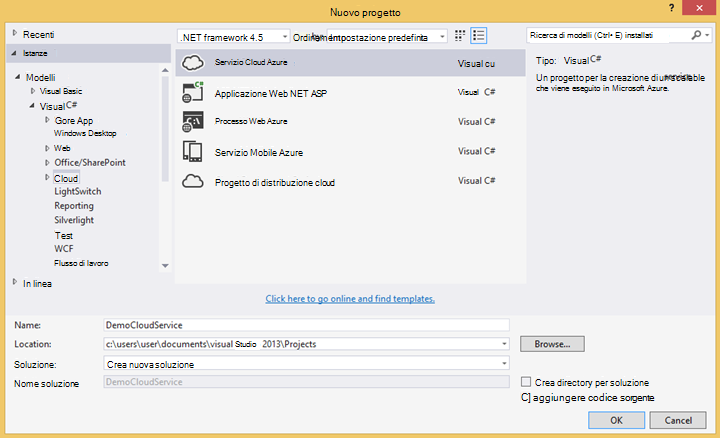 Nuovo progetto
?
Recenti
Istanze
.NET framework 4.5
Impostazione predefinita
Ricerca di modelli (Ctrl+ E) installati
Modelli
Visual Basic
Visual C#
Gore App
Windows Desktop
Web
Office/SharePoint
Cloud
LightSwitch
Reporting
Silverlight
Test
WCF
Flusso di lavoro
In linea
Servizio Cloud Azure
Visual cu
Applicazione Web NET ASP
Visual C#
Processo Web Azure
Visual C#
Servizio Mobile Azure
Visual C#
Progetto di distribuzione cloud
Visual C#
Tipo: Visual C#
Un progetto per la creazione di un scalable
che viene eseguito in Microsoft Azure.
Click here to go online and find templates.
Name:
DemoCloudService
Location:
c:\users\user\documents\visual Studio 2013\Projects
Browse...
Soluzione:
Crea nuova soluzione
Nome soluzione
DemoCloudService
Crea directory per soluzione
C] aggiungere codice sorgente
OK
Cancel